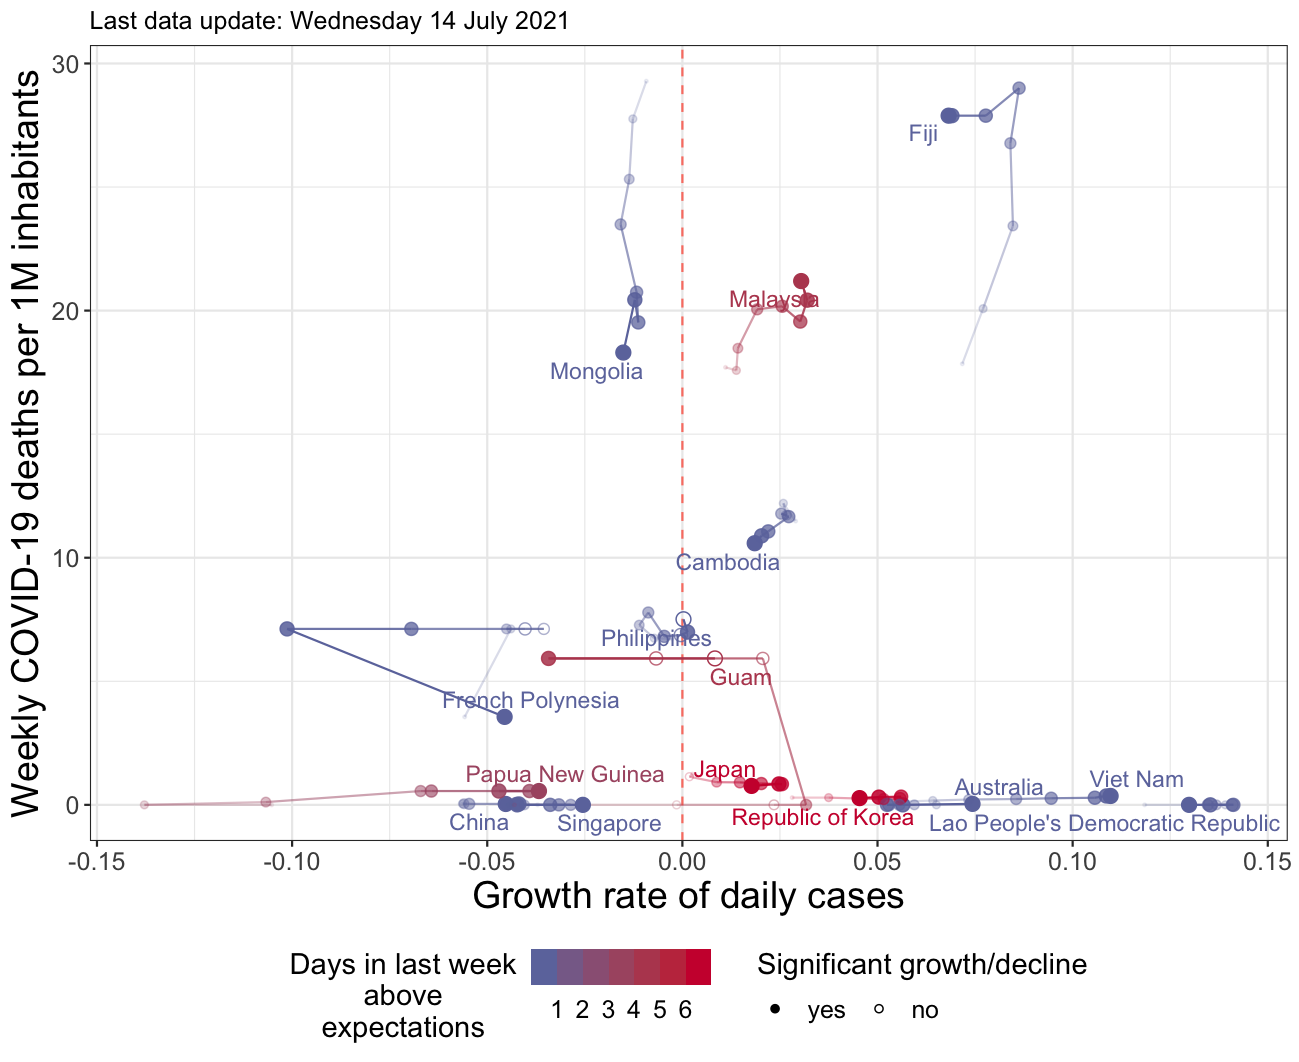 Last data update: Wednesday 14 July 2021
Weekly COVID-19 deaths per 1M inhabitants
30
20
10
0
Fiji
Malaysia
Mongolia
Cambodia
Philippines
Guam
French Polynesia
Papua New Guinea
Japan
Australia
Viet Nam
China
Singapore
Republic of Korea
Lao People's Democratic Republic
-0.15 -0.10 -0.05 0.00 0.05 0.10 0.15
Growth rate of daily cases
Days in last week
above
expectations
1 2 3 4 5 6
Significant growth/decline
yes no